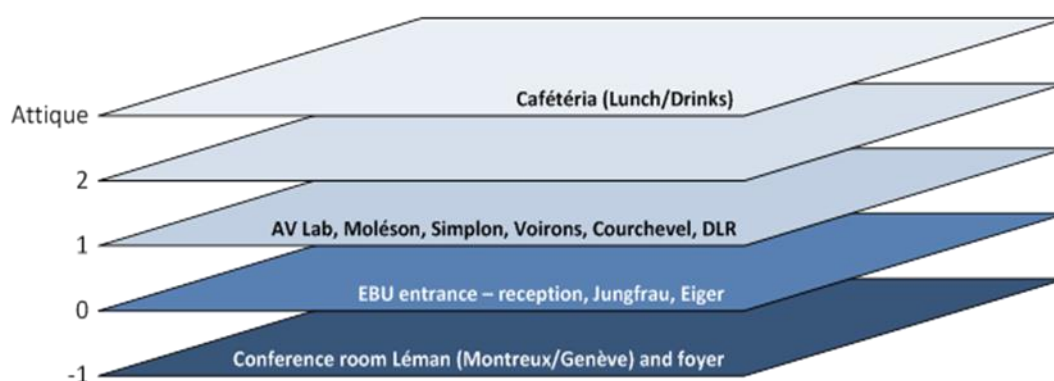 Cafétéria (Lunch/Drinks)
Attique
2
AV Lab, Moléson, Simplon, Voirons, Courchevel, DLR
1
EBU entrance – reception, Jungfrau, Eiger
0
Conference room Léman (Montreux/Genève) and foyer
-1